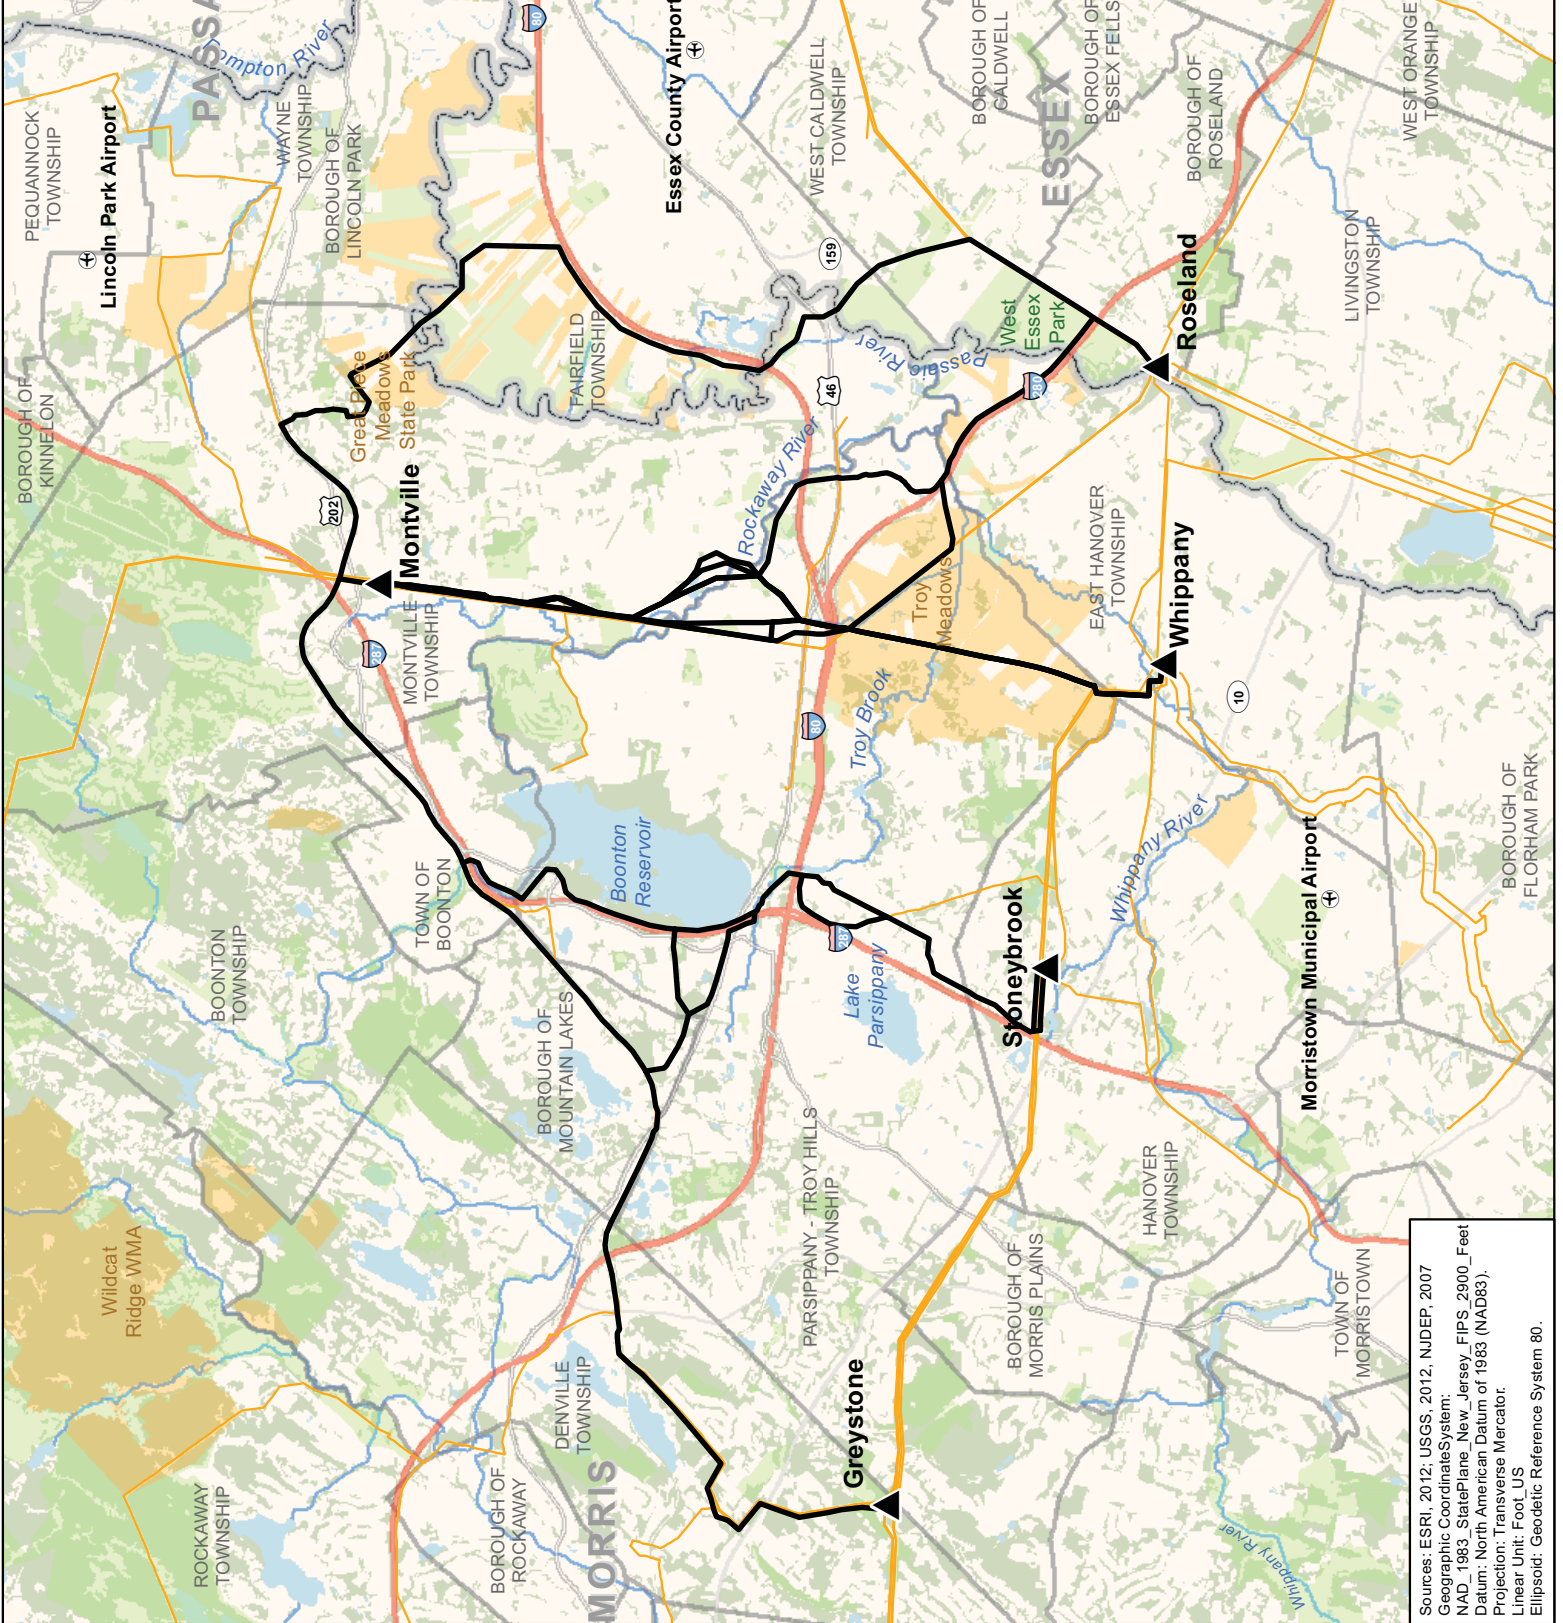 PEQUANNOCK
TOWNSHIP
Lincoln Park Airport
PASSA
Pompton River
WAYNE
TOWNSHIP
BOROUGH OF
LINCOLN PARK
80
Essex County Airport
WEST CALDWELL
TOWNSHIP
BOROUGH OF
CALDWELL
ESSEX
BOROUGH OF
ESSEX FELLS
BOROUGH OF
ROSELAND
WEST ORANGE
TOWNSHIP
BOROUGH OF
KINNELON
202
Great Piece
Meadows
State Park
FAIRFIELD
TOWNSHIP
159
46
Passaic River
West
Essex
Park
280
Roseland
LIVINGSTON
TOWNSHIP
Montville
MONTVILLE
TOWNSHIP
287
Rockaway River
Troy
Meadows
EAST HANOVER
TOWNSHIP
Whippany
10
80
Troy Brook
Boonton
Reservoir
TOWN OF
BOONTON
BOONTON
TOWNSHIP
BOROUGH OF
MOUNTAIN LAKES
287
Lake
Parsippany
Stoneybrook
Whippany River
Morristown Municipal Airport
BOROUGH OF
FLORHAM PARK
Wildcat
Ridge WMA
PARSIPPANY - TROY HILLS
TOWNSHIP
HANOVER
TOWNSHIP
BOROUGH OF
MORRIS PLAINS
TOWN OF
MORRISTOWN
DENVILLE
TOWNSHIP
Greystone
ROCKAWAY
TOWNSHIP
BOROUGH OF
ROCKAWAY
MORRIS
Whippany River
Sources: ESRI, 2012; USGS, 2012, NJDEP, 2007
Geographic CoordinateSystem:
NAD_1983_StatePlane_New_Jersey_FIPS_2900_Feet
Datum: North American Datum of 1983 (NAD83).
Projection: Transverse Mercator.
Linear Unit: Foot_US
Ellipsoid: Geodetic Reference System 80.